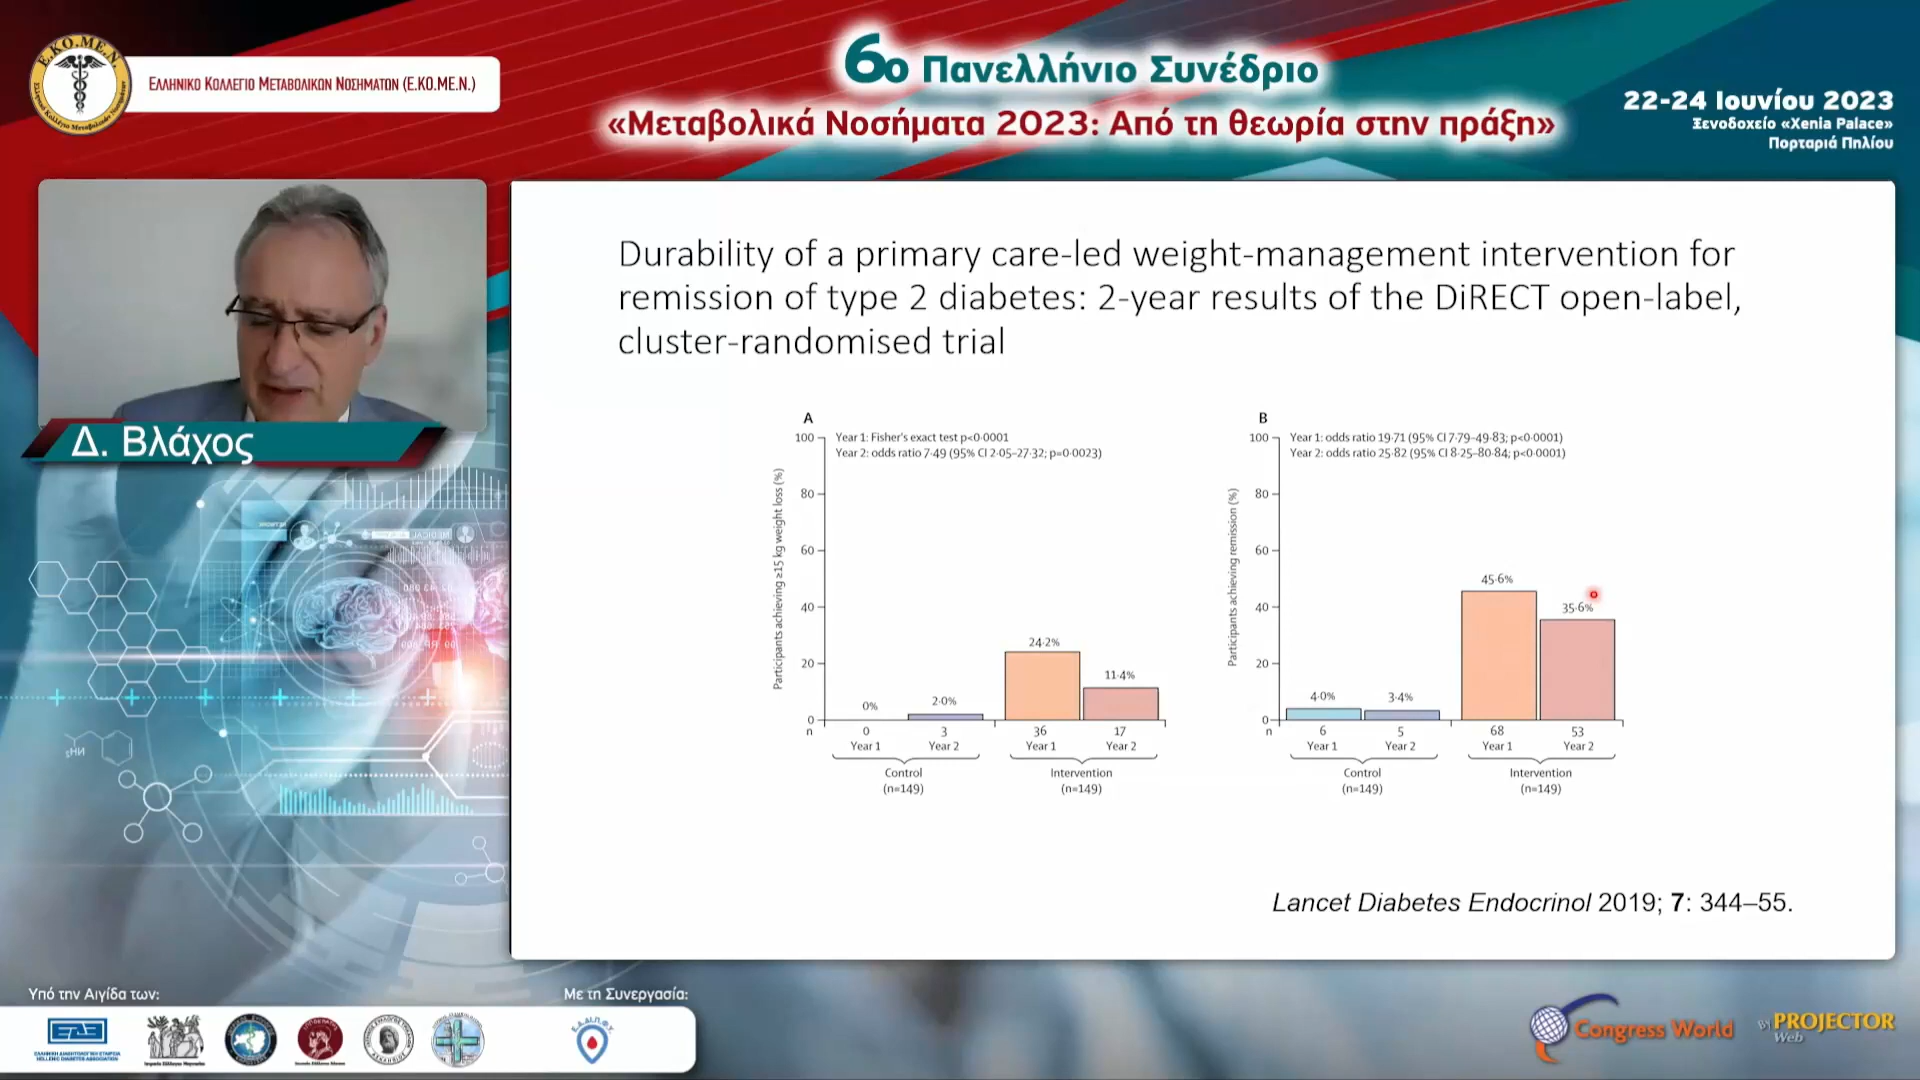 Ε.ΚΟ.ΜΕ.Ν.
ΕΛΛΗΝΙΚΟ ΚΟΛΛΕΓΙΟ ΜΕΤΑΒΟΛΙΚΩΝ ΝΟΣΗΜΑΤΩΝ (Ε.ΚΟ.ΜΕ.Ν.)
6ο Πανελλήνιο Συνέδριο
«Μεταβολικά Νοσήματα 2023: Από τη θεωρία στην πράξη»
22-24 Ιουνίου 2023
Ξενοδοχείο «Xenia Palace»
Πορταριά Πηλίου
Δ. Βλάχος
Durability of a primary care-led weight-management intervention for
remission of type 2 diabetes: 2-year results of the DiRECT open-label,
cluster-randomised trial
A
Year 1: Fisher's exact test p<0·0001
Year 2: odds ratio 7·49 (95% CI 2·05–27·32; p=0·0023)
Participants achieving ≥15 kg weight loss (%)
100
80
60
40
20
0
0%
2·0%
24·2%
11·4%
n
0
3
36
17
Year 1
Year 2
Year 1
Year 2
Control
(n=149)
Intervention
(n=149)
B
Year 1: odds ratio 19·71 (95% CI 7·79–49·83; p<0·0001)
Year 2: odds ratio 25·82 (95% CI 8·25–80·84; p<0·0001)
Participants achieving remission (%)
100
80
60
40
20
0
4·0%
3·4%
45·6%
35·6%
n
6
5
68
53
Year 1
Year 2
Year 1
Year 2
Control
(n=149)
Intervention
(n=149)
Lancet Diabetes Endocrinol 2019; 7: 344–55.
Υπό την Αιγίδα των:
Με τη Συνεργασία:
ΕΛΛΗΝΙΚΗ ΔΙΑΒΗΤΟΛΟΓΙΚΗ ΕΤΑΙΡΕΙΑ
HELLENIC DIABETES ASSOCIATION
Congress World
BY PROJECTOR
Web